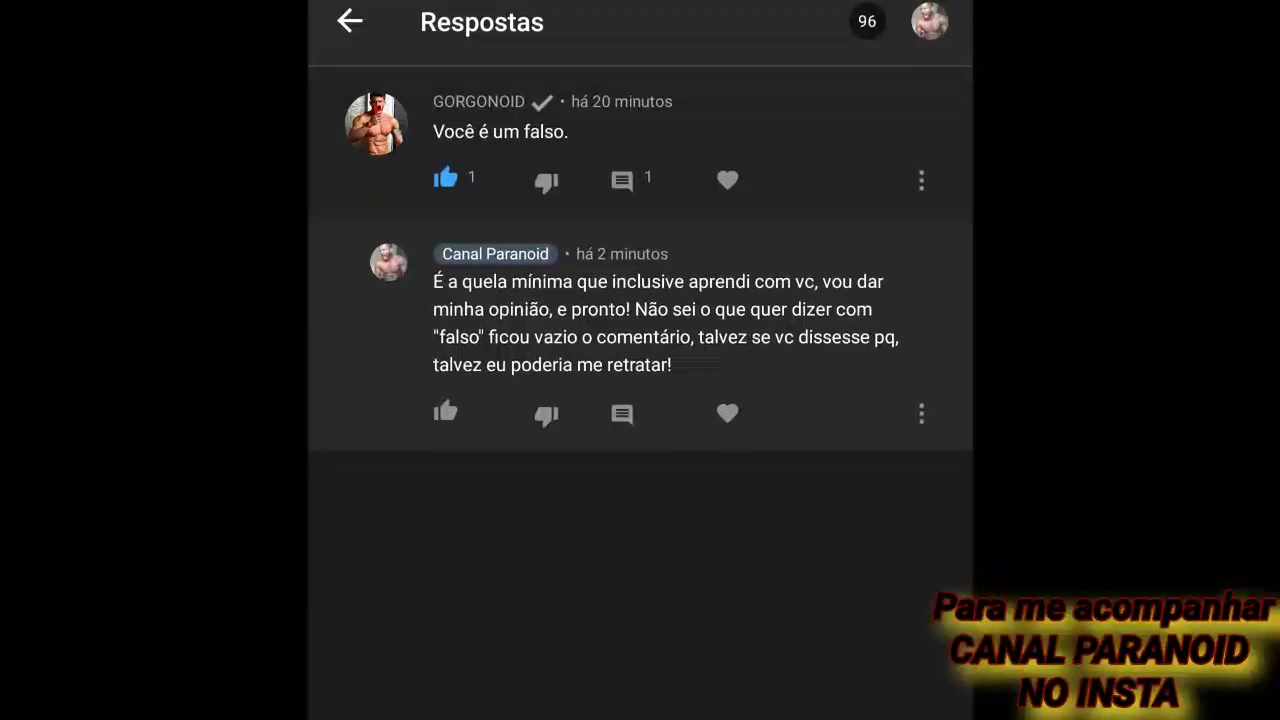 Respostas
96
GORGONOID • há 20 minutos
Você é um falso.
1
1
Canal Paranoid • há 2 minutos
É a quela mínima que inclusive aprendi com vc, vou dar
minha opinião, e pronto! Não sei o que quer dizer com
"falso" ficou vazio o comentário, talvez se vc dissesse pq,
talvez eu poderia me retratar!
Para me acompanhar
CANAL PARANOID
NO INSTA